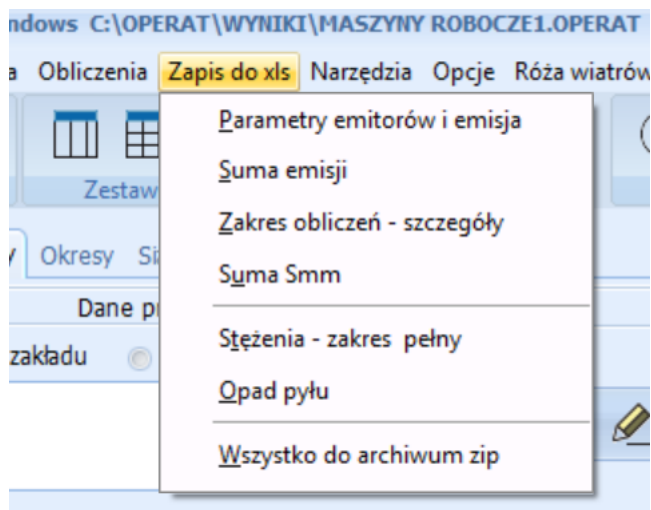 ndows C:\OPERAT\WYNIKI\MASZYNY ROBOCZE1.OPERAT
a Obliczenia Zapis do xls Narzędzia Opcje Róża wiatrów
Parametry emitorów i emisja
Suma emisji
Zestaw
Zakres obliczeń - szczegóły
y Okresy Si
Suma Smm
Dane p
Stężenia - zakres pełny
zakładu
Opad pyłu
Wszystko do archiwum zip